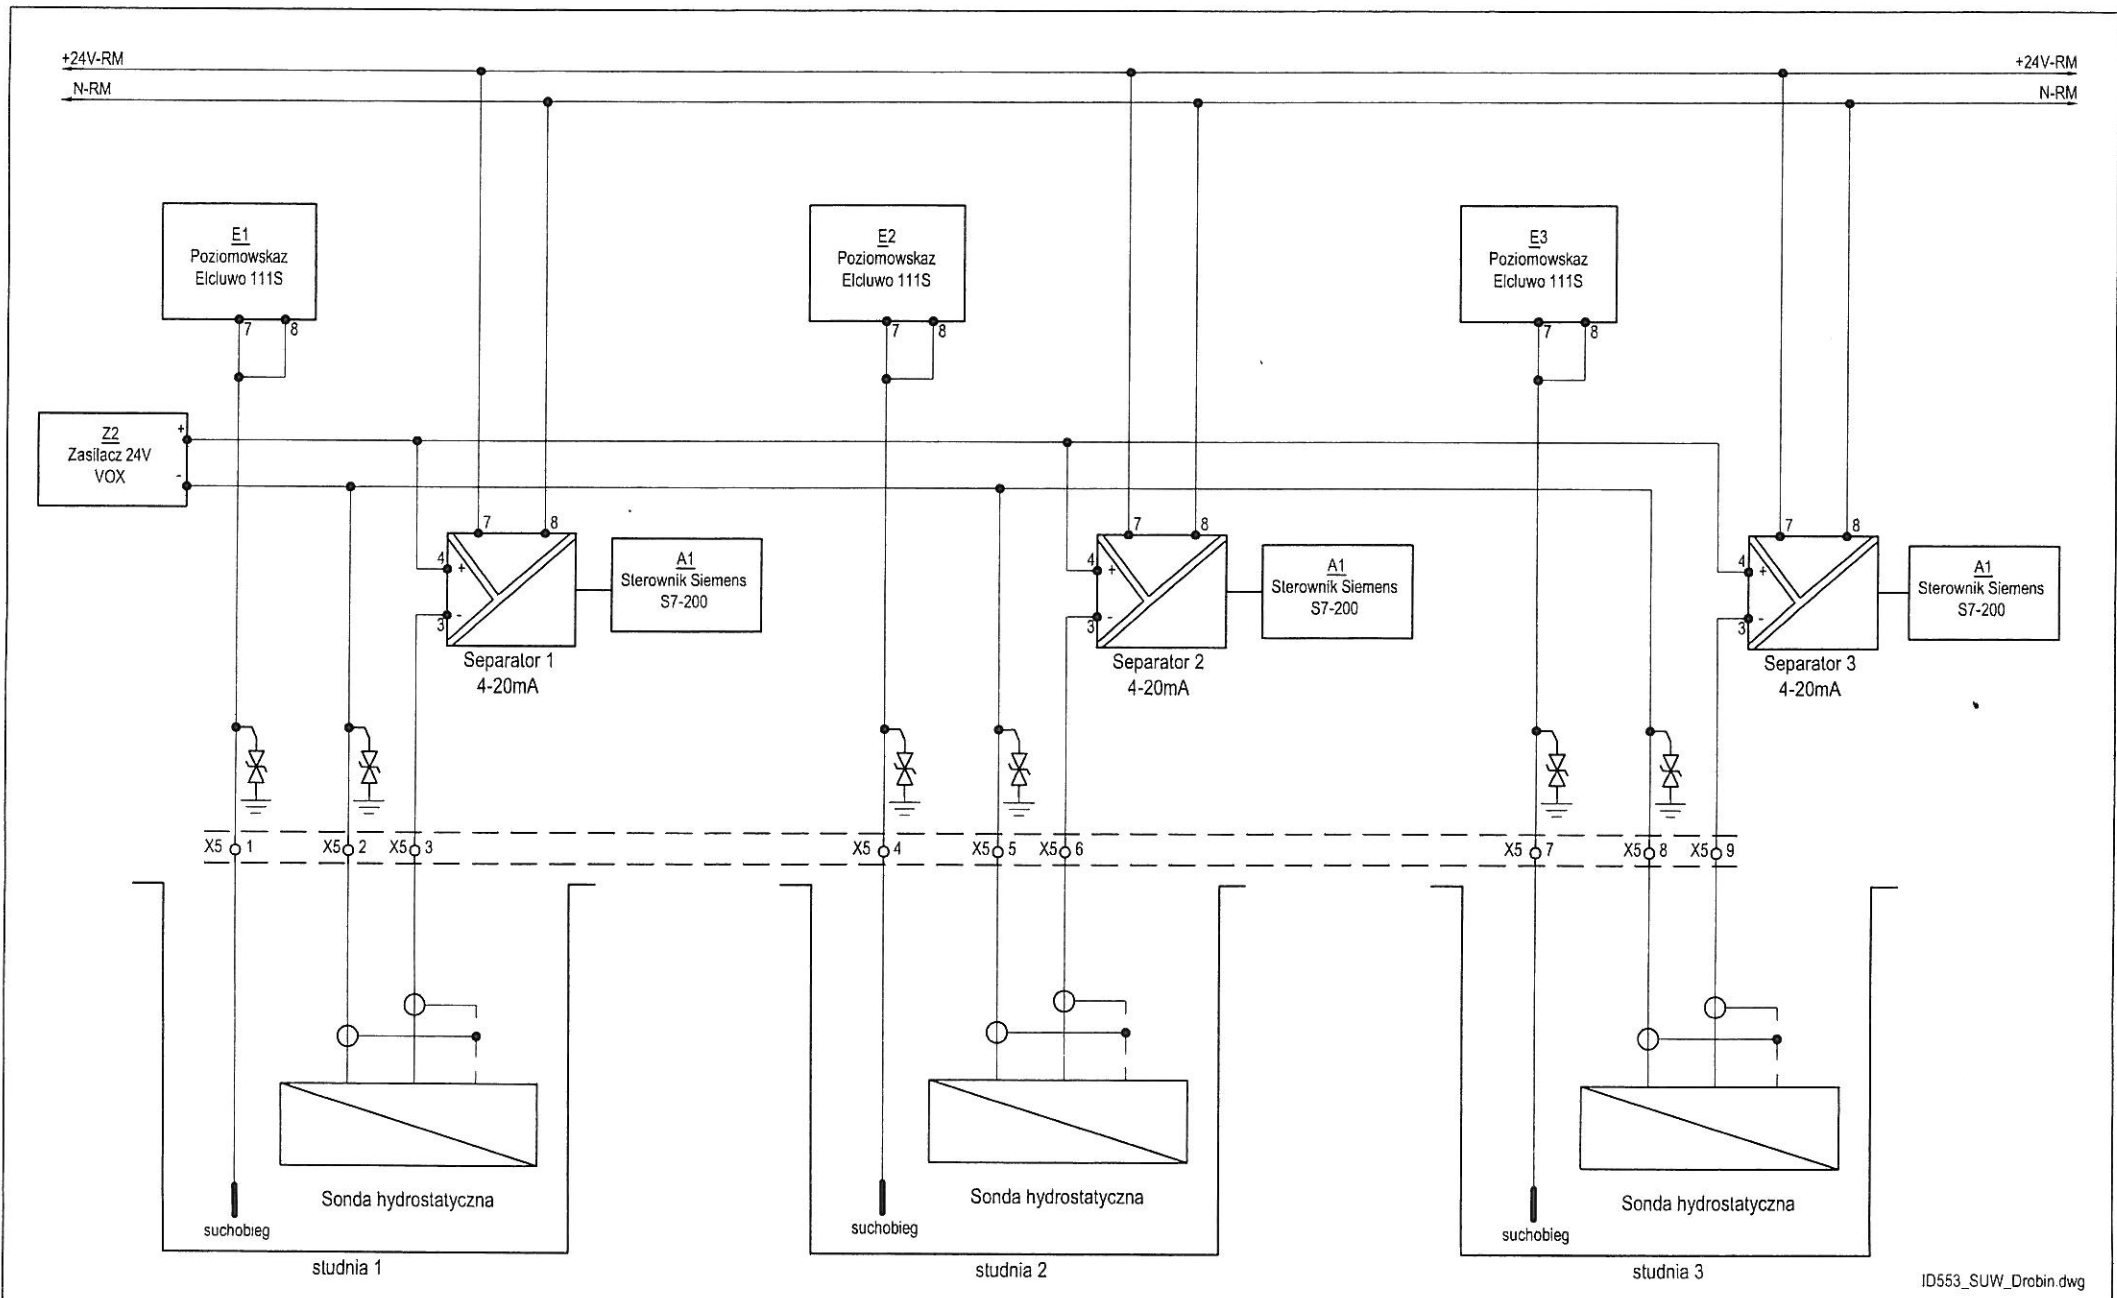 +24V-RM
+24V-RM
N-RM
N-RM
E1
Poziomowskaz
Elcluwo 111S
7
8
E2
Poziomowskaz
Elcluwo 111S
7
8
E3
Poziomowskaz
Elcluwo 111S
7
8
Z2
Zasilacz 24V
VOX
+
-
7
8
4
+
-
3
Separator 1
4-20mA
A1
Sterownik Siemens
S7-200
7
8
4
+
-
3
Separator 2
4-20mA
A1
Sterownik Siemens
S7-200
7
8
4
+
-
3
Separator 3
4-20mA
A1
Sterownik Siemens
S7-200
X5 1
X5 2
X5 3
X5 4
X5 5
X5 6
X5 7
X5 8
X5 9
Sonda hydrostatyczna
suchobieg
studnia 1
Sonda hydrostatyczna
suchobieg
studnia 2
Sonda hydrostatyczna
suchobieg
studnia 3
ID553_SUW_Drobin.dwg